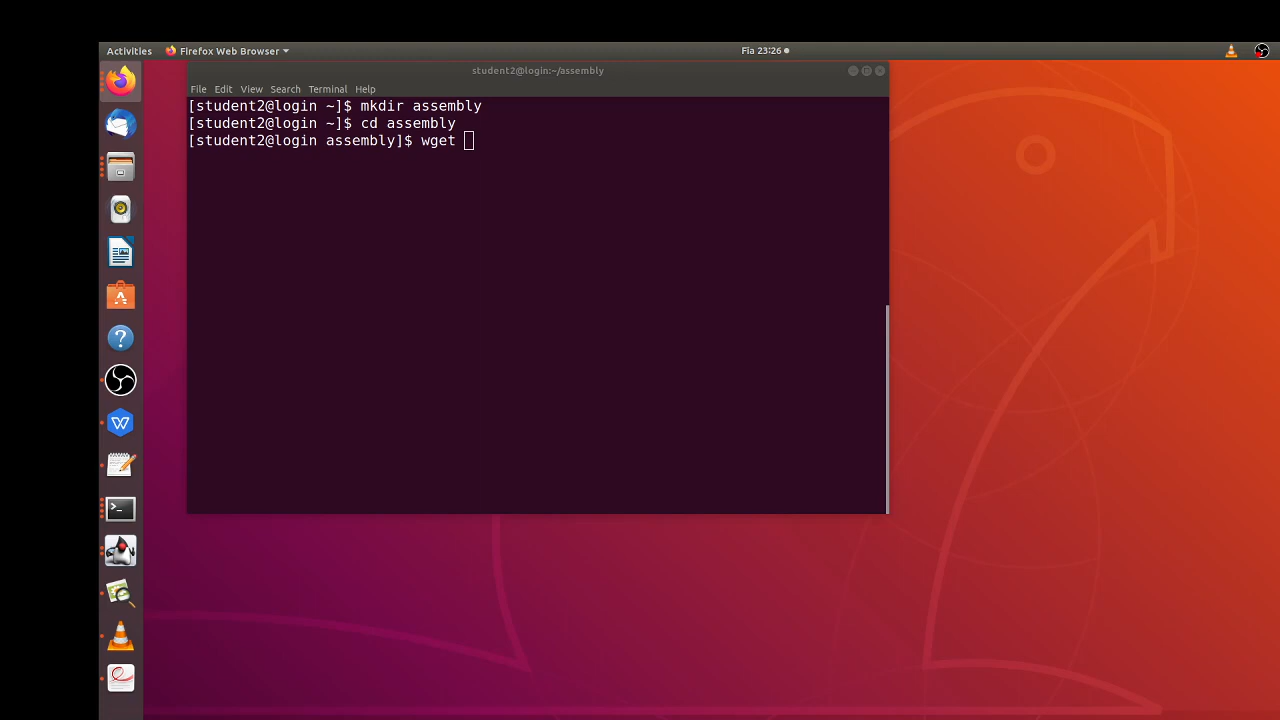 Activities
Firefox Web Browser
Fia 23:26
student2@login:~/assembly
File Edit View Search Terminal Help
[student2@login ~]$ mkdir assembly
[student2@login ~]$ cd assembly
[student2@login assembly]$ wget